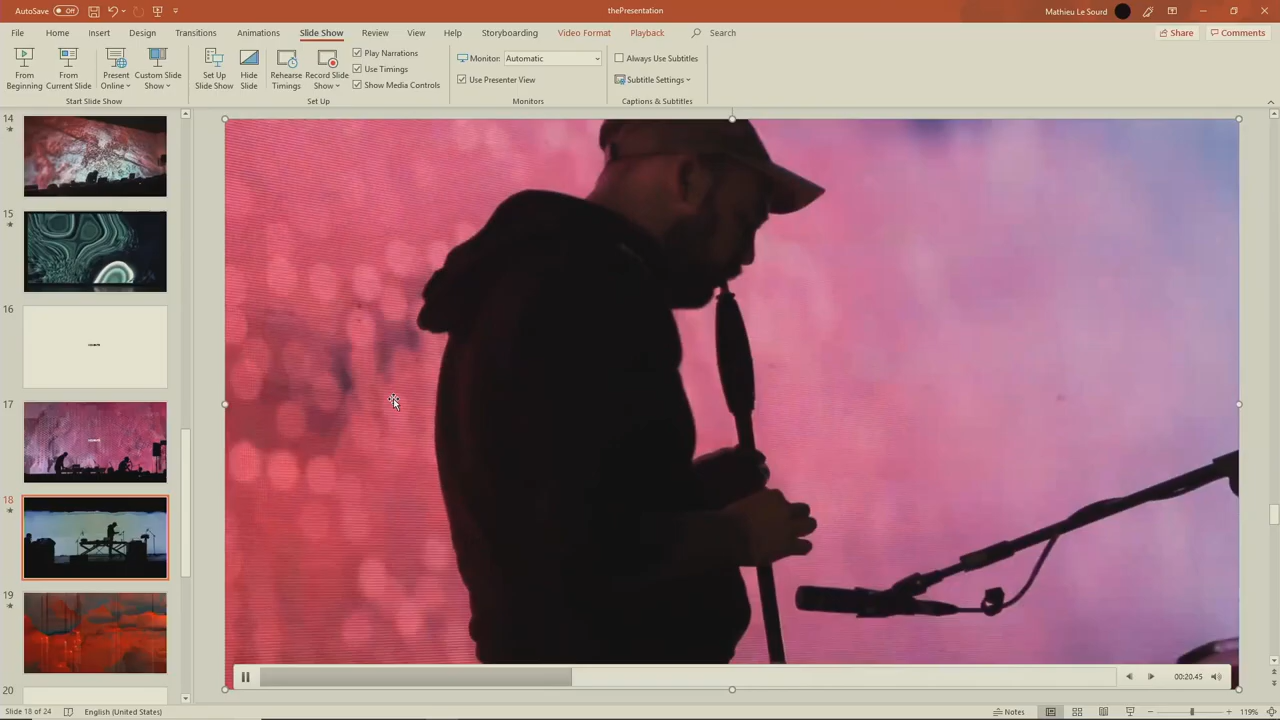 AutoSave Off
thePresentation
Mathieu Le Sourd
File Home Insert Design Transitions Animations Slide Show Review View Help Storyboarding Video Format Playback Search
Share Comments
From Beginning
From Current Slide
Present Online
Custom Slide Show
Start Slide Show
Set Up Slide Show
Hide Slide
Rehearse Timings
Record Slide Show
Play Narrations
Use Timings
Show Media Controls
Set Up
Monitor: Automatic
Use Presenter View
Monitors
Always Use Subtitles
Subtitle Settings
Captions & Subtitles
14
15
16
17
18
19
20
00:20.45
Slide 18 of 24 English (United States)
Notes
119%